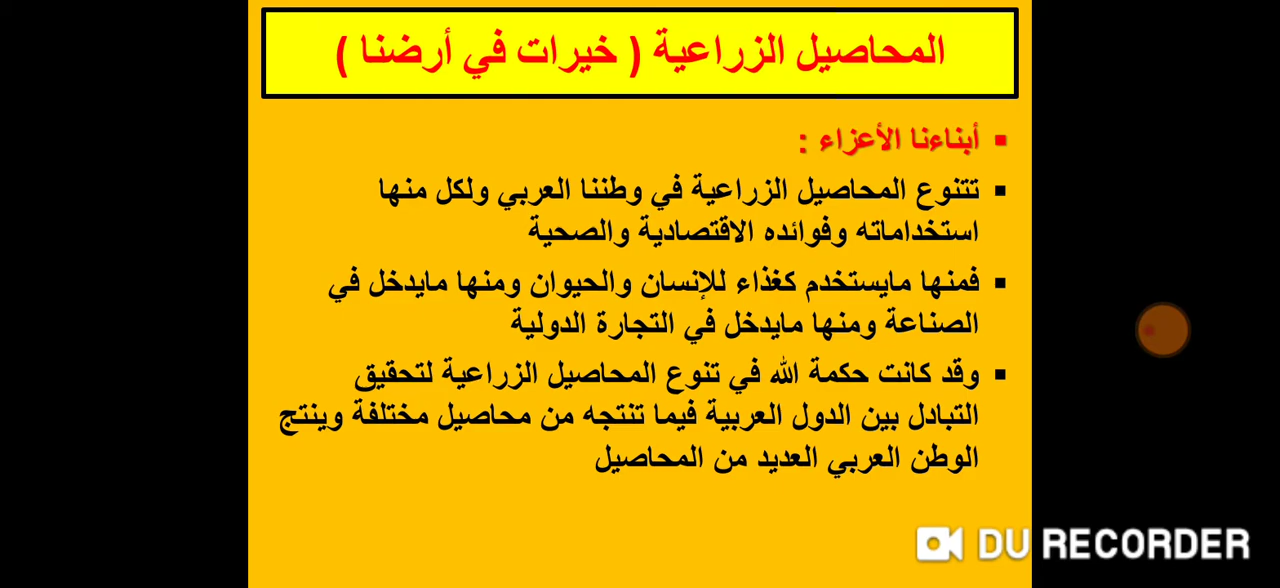 المحاصيل الزراعية ( خيرات في أرضنا )
أبناءنا الأعزاء :
تتنوع المحاصيل الزراعية في وطننا العربي ولكل منها
استخداماته وفوائده الاقتصادية والصحية
فمنها مايستخدم كغذاء للإنسان والحيوان ومنها مايدخل في
الصناعة ومنها مايدخل في التجارة الدولية
وقد كانت حكمة الله في تنوع المحاصيل الزراعية لتحقيق
التبادل بين الدول العربية فيما تنتجه من محاصيل مختلفة وينتج
الوطن العربي العديد من المحاصيل
DU RECORDER